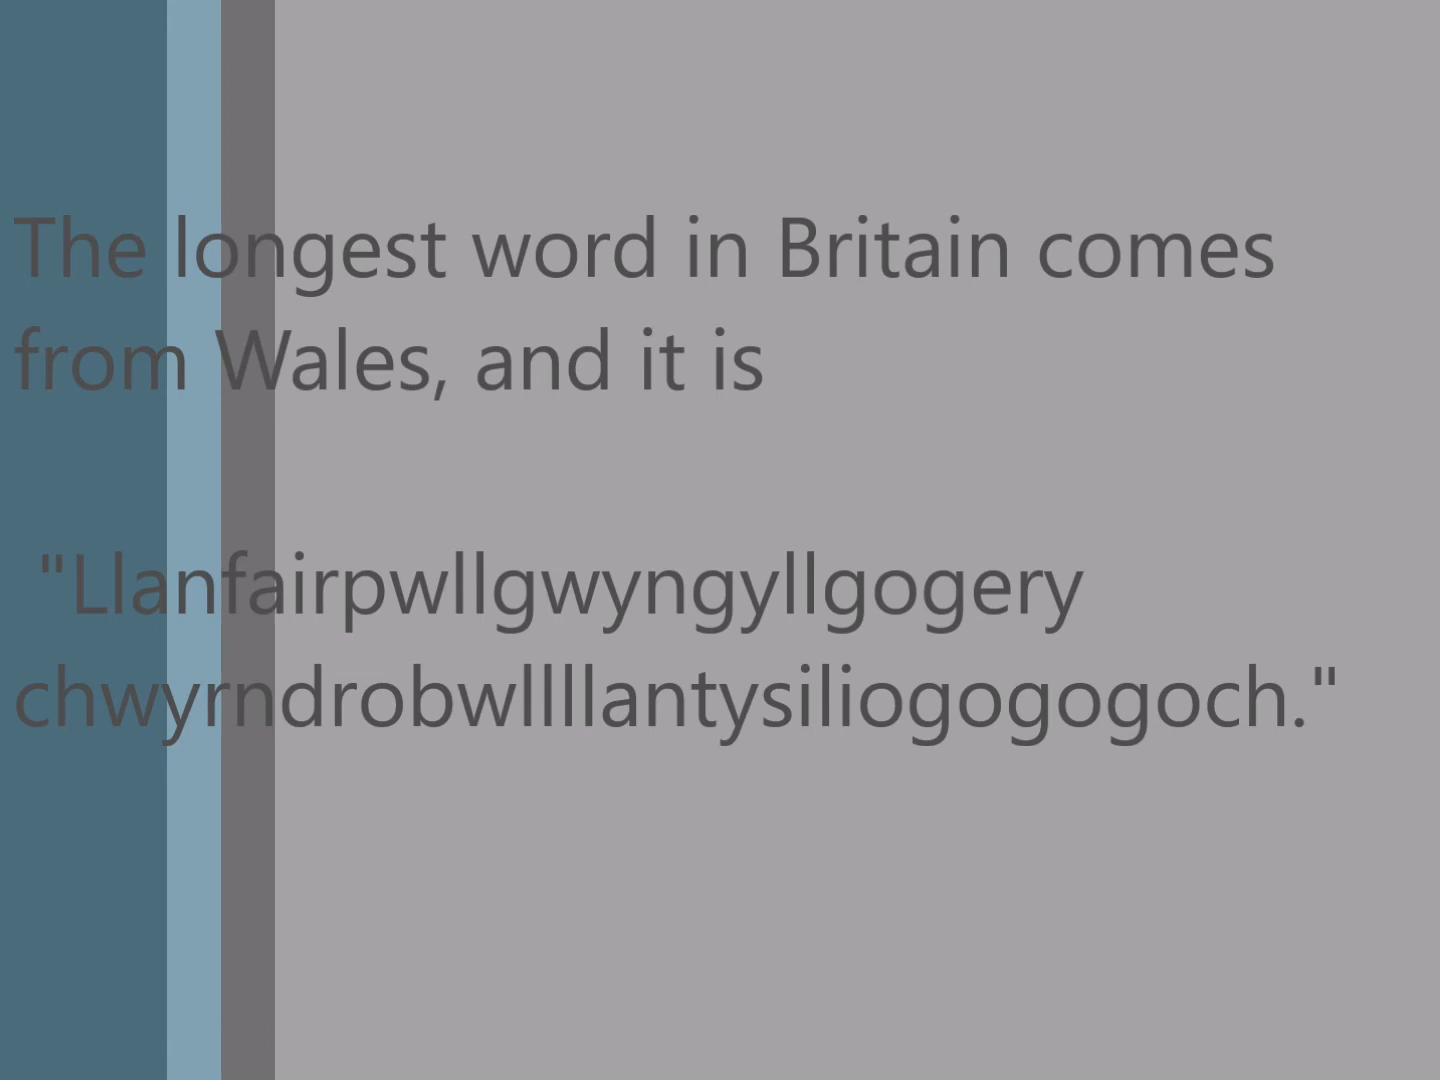 The longest word in Britain comes
from Wales, and it is
"Llanfairpwllgwyngyllgogery
chwyrndrobwllllantysiliogogogoch."